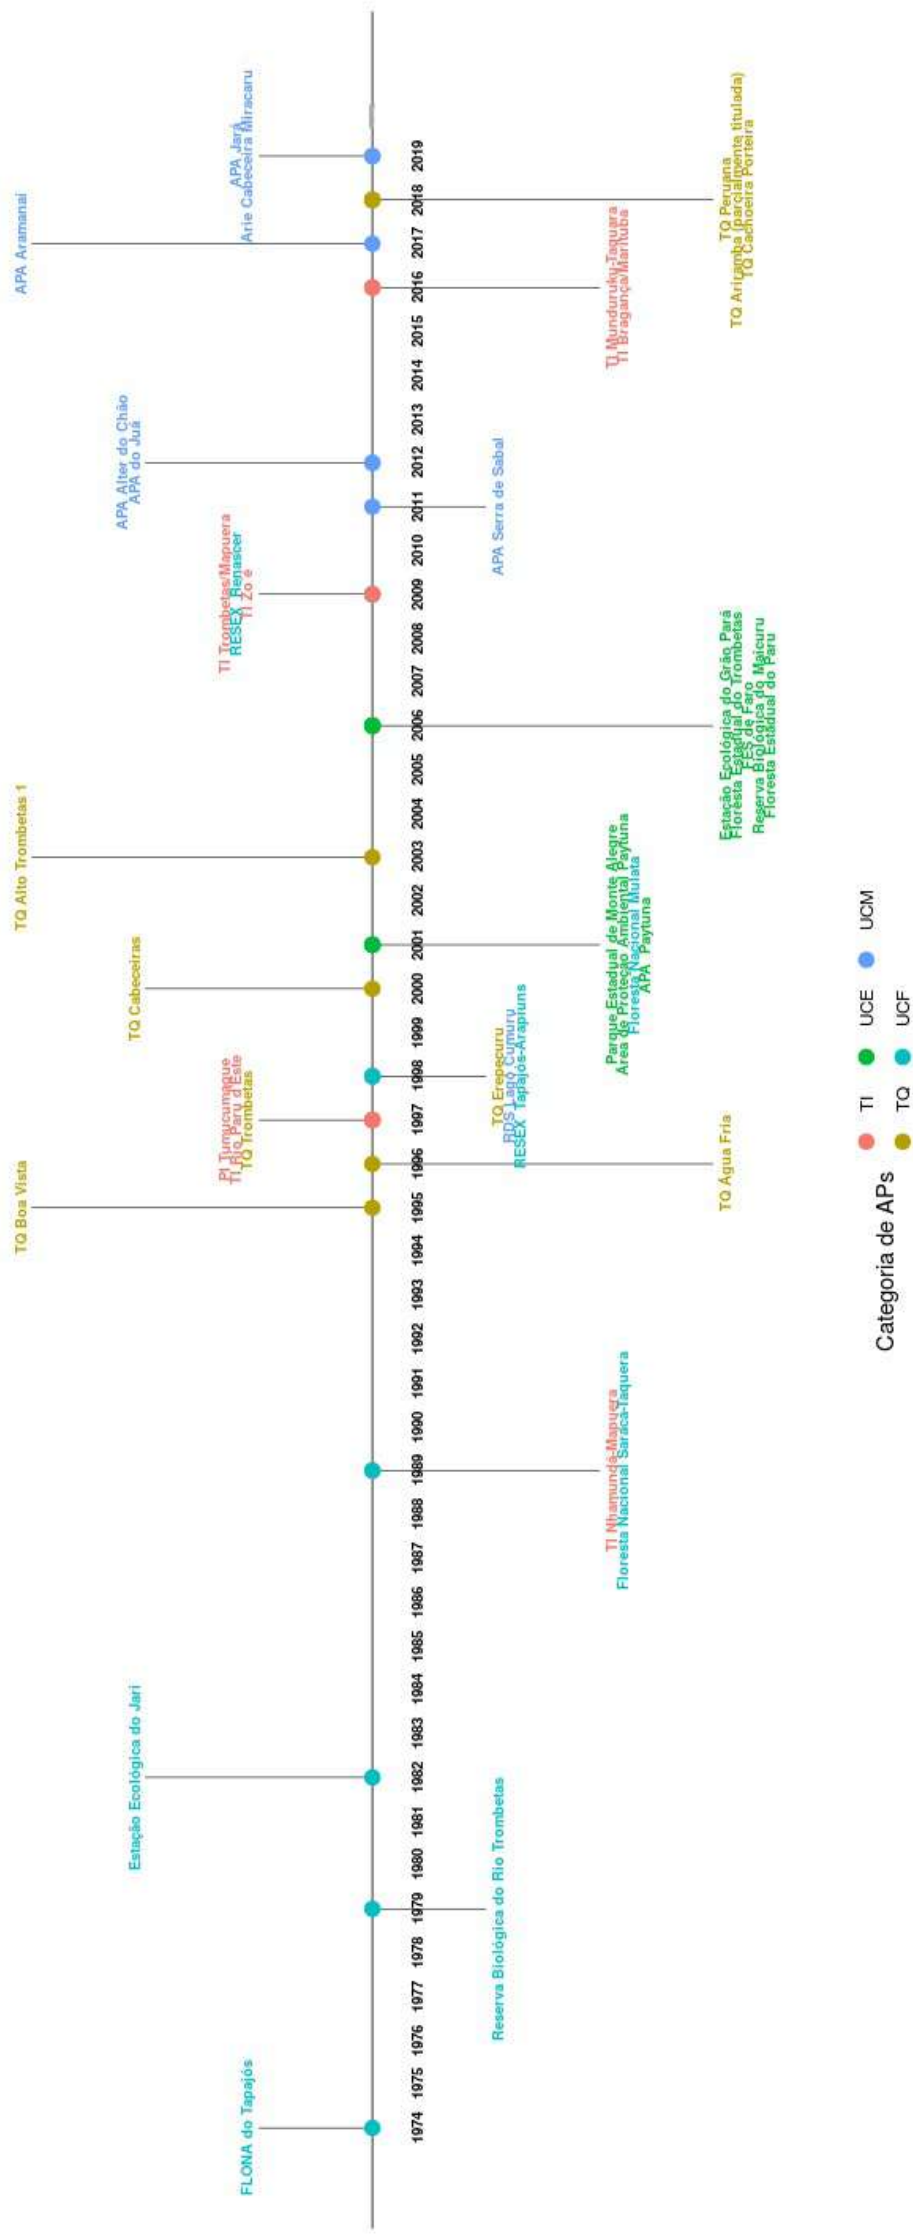 TQ Boa Vista
TQ Alto Trombetas 1
APA Aramanai
Estação Ecológica do Jari
TQ Cabeceiras
APA Alter do Chão
APA do Juá
FLONA do Tapajós
PI Tumucumaque
TI Rio Paru d'Este
TQ Trombetas
TI Trombetas/Mapuera
RESEX Renascer
TI Zo é
APA Jará
Arie Cabeceira Miracaru
1974 1975 1976 1977 1978 1979 1980 1981 1982 1983 1984 1985 1986 1987 1988 1989 1990 1991 1992 1993 1994 1995 1996 1997 1998 1999 2000 2001 2002 2003 2004 2005 2006 2007 2008 2009 2010 2011 2012 2013 2014 2015 2016 2017 2018 2019
Reserva Biológica do Rio Trombetas
TQ Erepecuru
RDS Lago Cumuru
RESEX Tapajós-Arapiuns
APA Serra de Sabal
TI Nhamundá-Mapuera
Floresta Nacional Saracá-Taquera
Parque Estadual de Monte Alegre
Área de Proteção Ambiental Paytuna
Floresta Nacional Mulata
APA Paytuna
TI Munduruku-Taquara
TI Bragança/Marituba
TQ Água Fria
Estação Ecológica do Grão Pará
Floresta Estadual do Trombetas
FES de Faro
Reserva Biológica do Maicuru
Floresta Estadual do Paru
TQ Peruana
TQ Ariramba (parcialmente titulada)
TQ Cachoeira Porteira
Categoria de APs
TI UCE UCM
TQ UCF